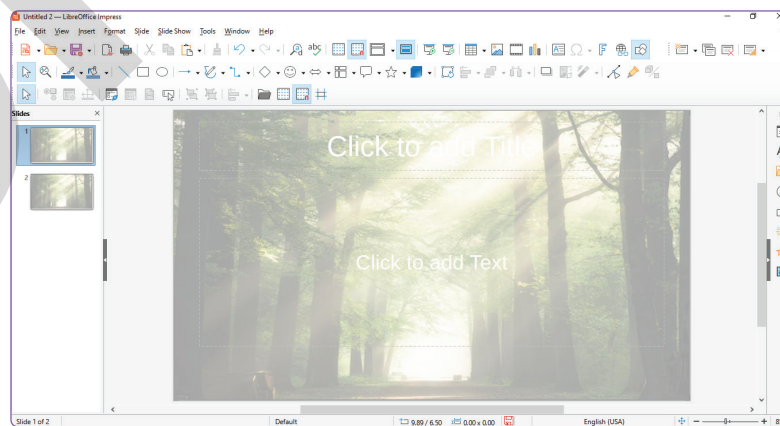 Untitled 2 — LibreOffice Impress
File Edit View Insert Format Slide Slide Show Tools Window Help
Slides
1
2
Click to add Title
Click to add Text
Slide 1 of 2 Default 9.89 / 6.50 0.00 x 0.00 English (USA)